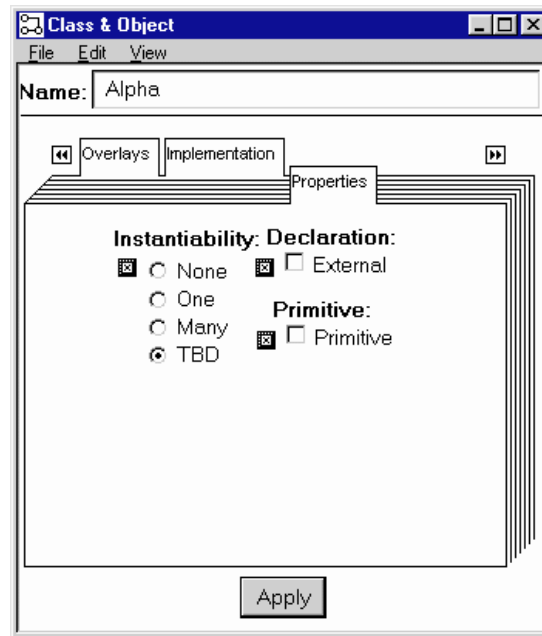 Class & Object
File Edit View
Name: Alpha
Overlays Implementation
Properties
Instantiability: Declaration:
None External
One
Primitive:
Many Primitive
TBD
Apply